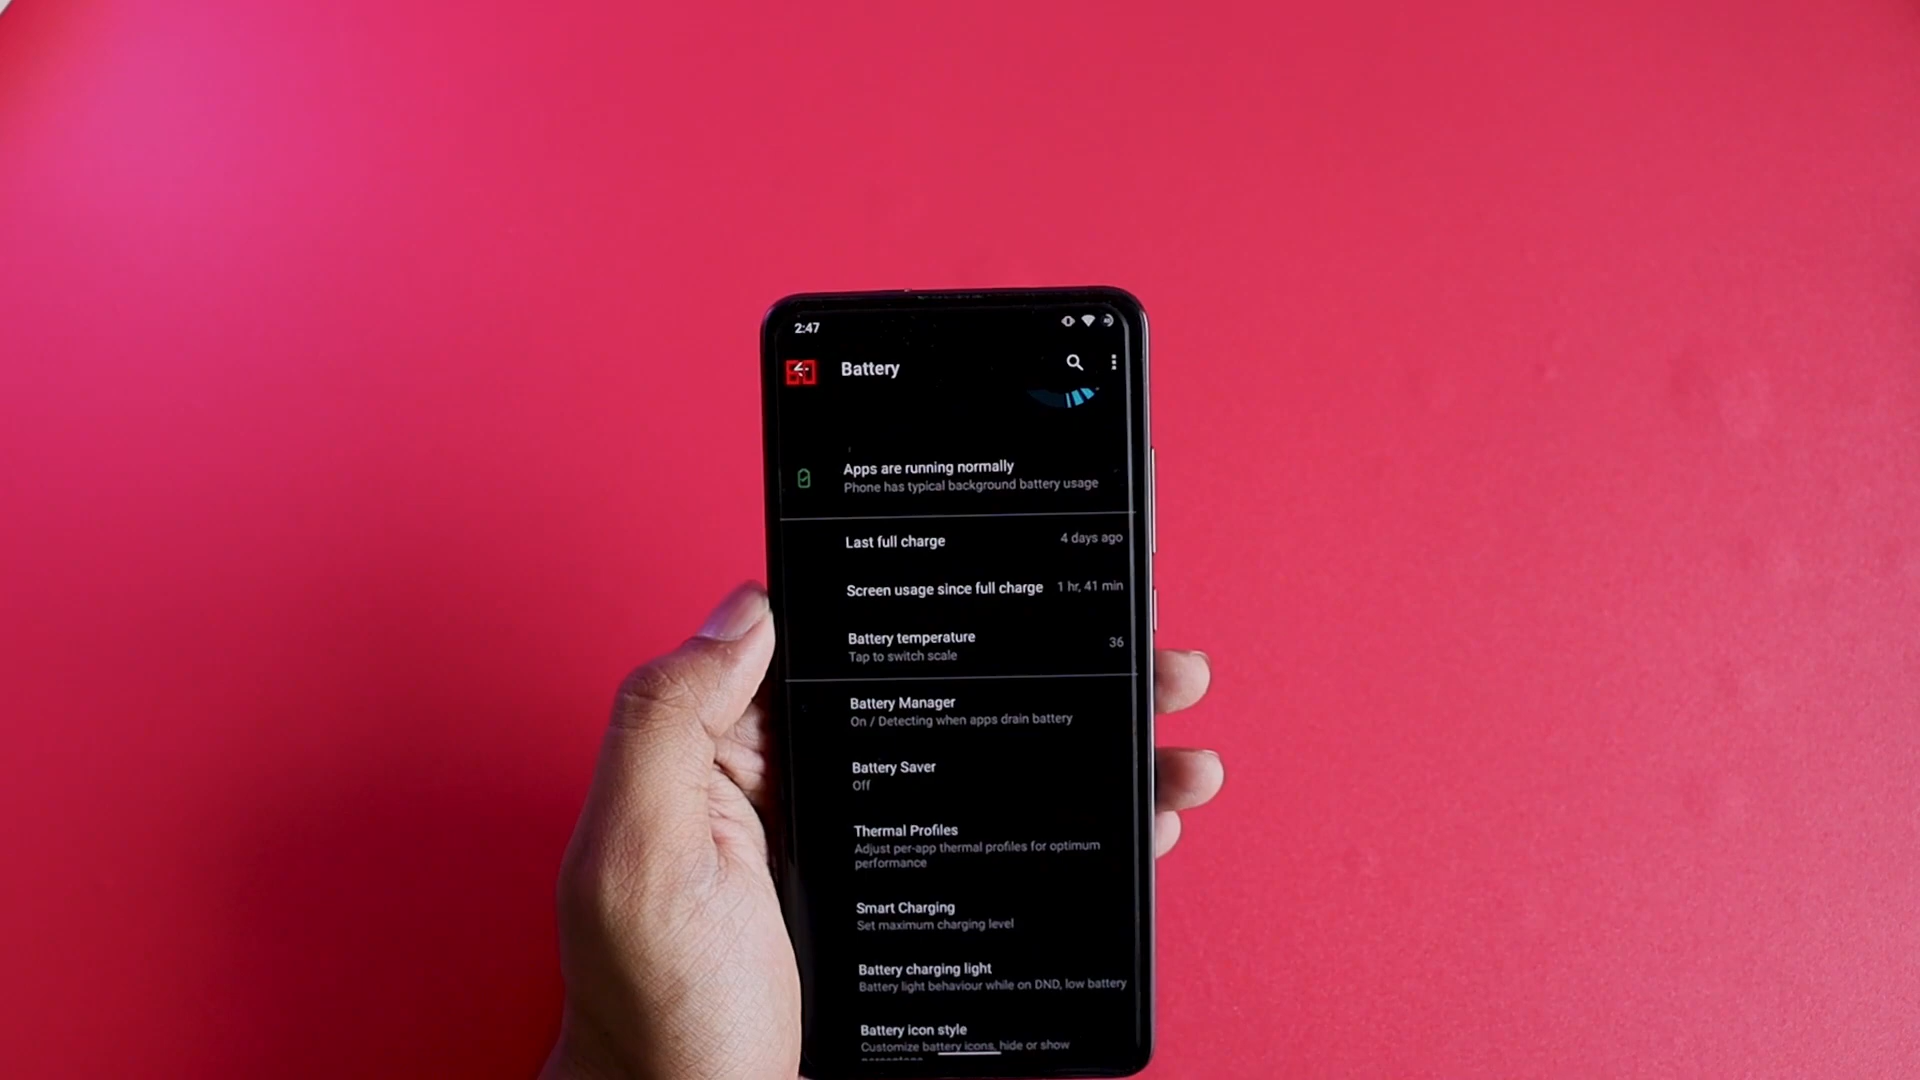 2:47
Battery
Apps are running normally
Phone has typical background battery usage
Last full charge
4 days ago
Screen usage since full charge
1 hr, 41 min
Battery temperature
36
Tap to switch scale
Battery Manager
On / Detecting when apps drain battery
Battery Saver
Off
Thermal Profiles
Adjust per-app thermal profiles for optimum
performance
Smart Charging
Set maximum charging level
Battery charging light
Battery light behaviour while on DND, low battery
Battery icon style
Customize battery icons, hide or show